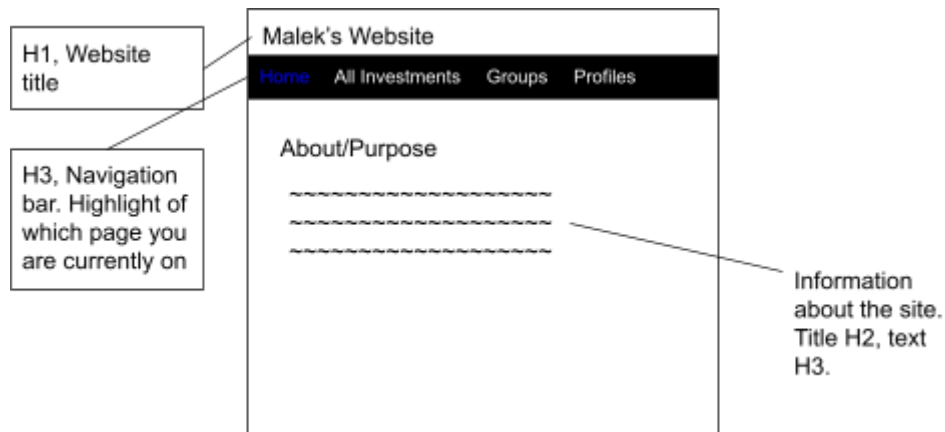 H1, Website
title
Malek's Website
Home All Investments Groups Profiles
H3, Navigation
bar. Highlight of
which page you
are currently on
About/Purpose
~~~~~~~~~~~~~~~~~~~
~~~~~~~~~~~~~~~~~~~
~~~~~~~~~~~~~~~~~~~
Information
about the site.
Title H2, text
H3.